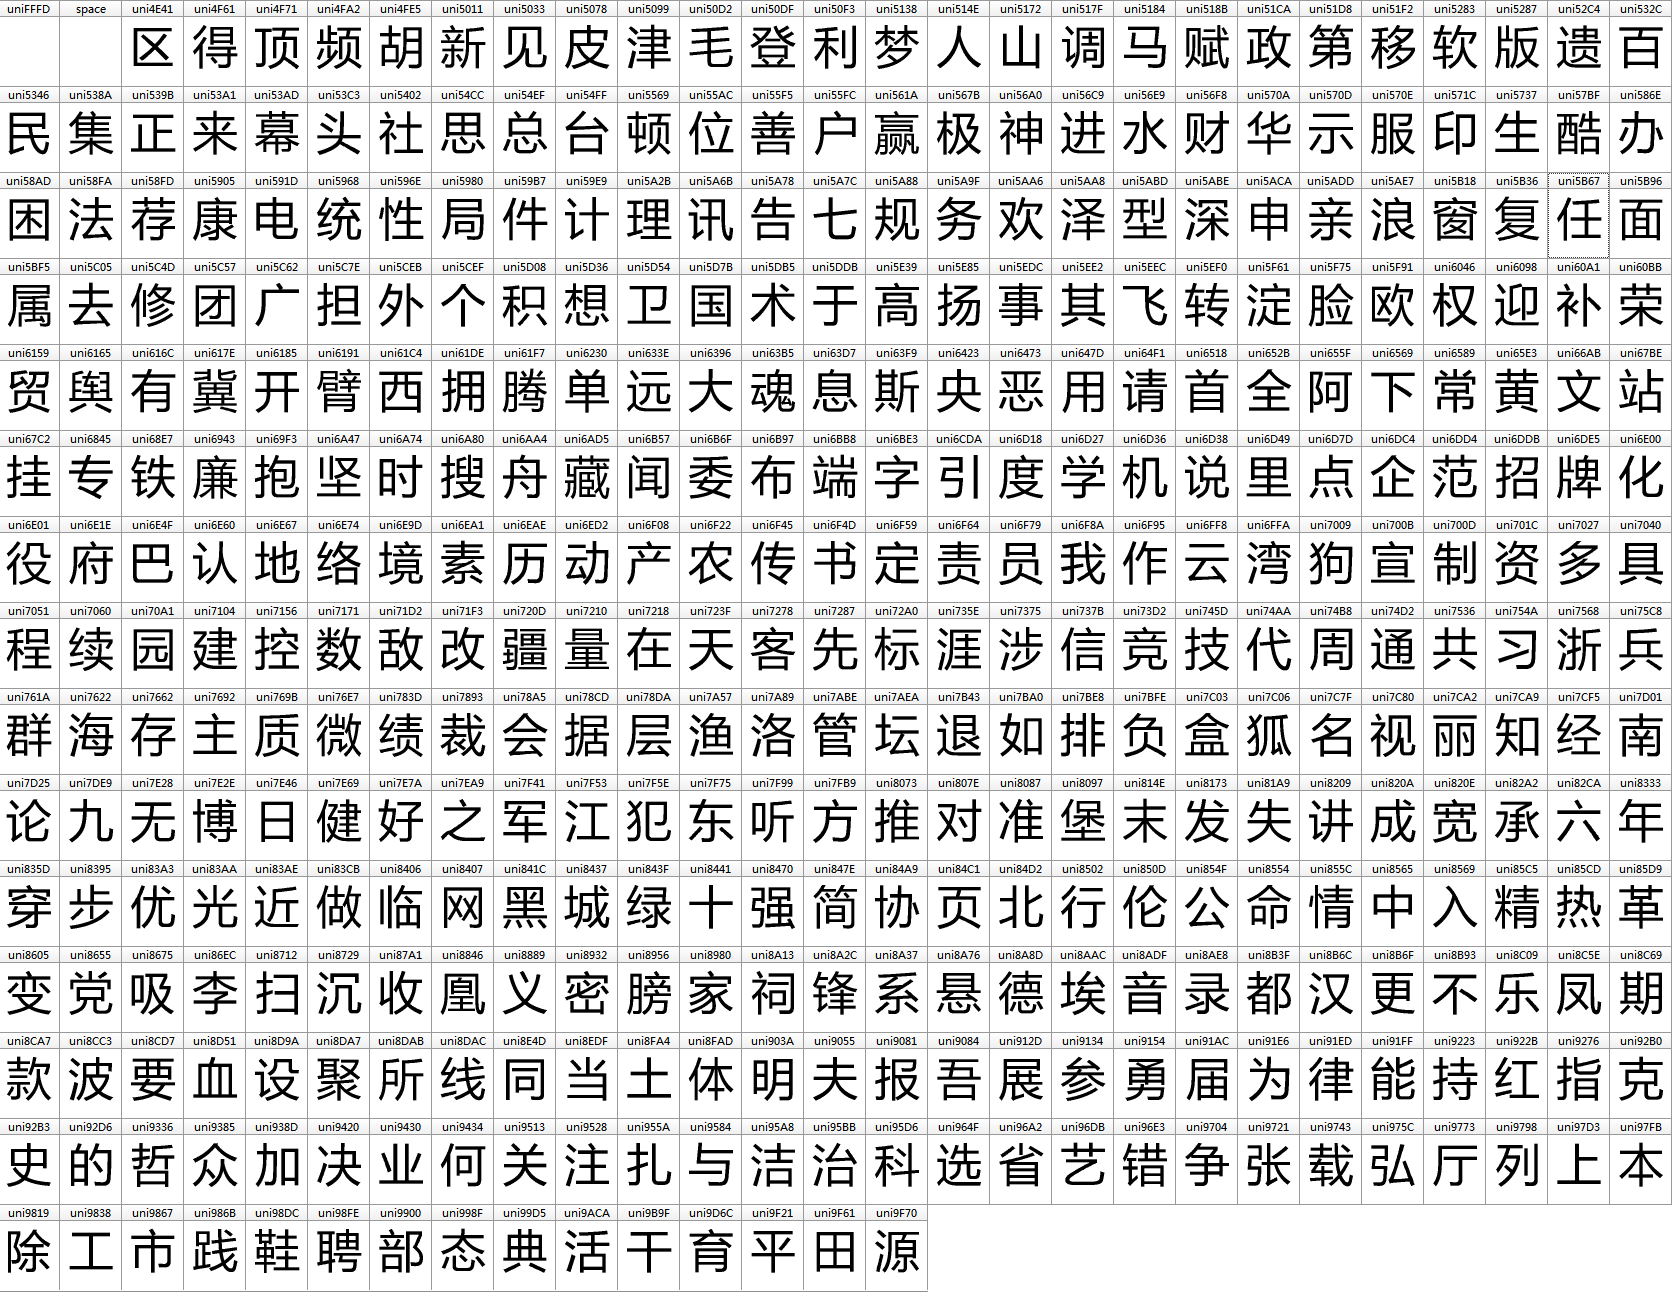 uniFFFD space uni4E41 uni4F61 uni4F71 uni4FA2 uni4FE5 uni5011 uni5033 uni5078 uni5099 uni50D2 uni50DF uni50F3 uni5138 uni514E uni5172 uni517F uni5184 uni518B uni51CA uni51D8 uni51F2 uni5283 uni5287 uni52C4 uni532C
区 得 顶 频 胡 新 见 皮 津 毛 登 利 梦 人 山 调 马 赋 政 第 移 软 版 遗 百
uni5346 uni538A uni539B uni53A1 uni53AD uni53C3 uni5402 uni54CC uni54EF uni54FF uni5569 uni55AC uni55F5 uni55FC uni561A uni567B uni56A0 uni56C9 uni56E9 uni56F8 uni570A uni570D uni570E uni571C uni5737 uni57BF uni586E
民 集 正 来 幕 头 社 思 总 台 顿 位 善 户 赢 极 神 进 水 财 华 示 服 印 生 酷 办
uni58AD uni58FA uni58FD uni5905 uni591D uni5968 uni596E uni5980 uni59B7 uni59E9 uni5A2B uni5A6B uni5A78 uni5A7C uni5A88 uni5A9F uni5AA6 uni5AA8 uni5ABD uni5ABE uni5ACA uni5ADD uni5AE7 uni5B18 uni5B36 uni5B67 uni5B96
困 法 荐 康 电 统 性 局 件 计 理 讯 告 七 规 务 欢 泽 型 深 申 亲 浪 窗 复 任 面
uni5BF5 uni5C05 uni5C4D uni5C57 uni5C62 uni5C7E uni5CEB uni5CEF uni5D08 uni5D36 uni5D54 uni5D7B uni5DB5 uni5DDB uni5E39 uni5E85 uni5EDC uni5EE2 uni5EEC uni5EF0 uni5F61 uni5F75 uni5F91 uni6046 uni6098 uni60A1 uni60BB
属 去 修 团 广 担 外 个 积 想 卫 国 术 于 高 扬 事 其 飞 转 淀 脸 欧 权 迎 补 荣
uni6159 uni6165 uni616C uni617E uni6185 uni6191 uni61C4 uni61DE uni61F7 uni6230 uni633E uni6396 uni63B5 uni63D7 uni63F9 uni6423 uni6473 uni647D uni64F1 uni6518 uni652B uni655F uni6569 uni6589 uni65E3 uni66AB uni67BE
贸 舆 有 冀 开 臂 西 拥 腾 单 远 大 魂 息 斯 央 恶 用 请 首 全 阿 下 常 黄 文 站
uni67C2 uni6845 uni68E7 uni6943 uni69F3 uni6A47 uni6A74 uni6A80 uni6AA4 uni6AD5 uni6B57 uni6B6F uni6B97 uni6BB8 uni6BE3 uni6CDA uni6D18 uni6D27 uni6D36 uni6D38 uni6D49 uni6D7D uni6DC4 uni6DD4 uni6DDB uni6DE5 uni6E00
挂 专 铁 廉 抱 坚 时 搜 舟 藏 闻 委 布 端 字 引 度 学 机 说 里 点 企 范 招 牌 化
uni6E01 uni6E1E uni6E4F uni6E60 uni6E67 uni6E74 uni6E9D uni6EA1 uni6EAE uni6ED2 uni6F08 uni6F22 uni6F45 uni6F4D uni6F59 uni6F64 uni6F79 uni6F8A uni6F95 uni6FF8 uni6FFA uni7009 uni700B uni700D uni701C uni7027 uni7040
役 府 巴 认 地 络 境 素 历 动 产 农 传 书 定 责 员 我 作 云 湾 狗 宣 制 资 多 具
uni7051 uni7060 uni70A1 uni7104 uni7156 uni7171 uni71D2 uni71F3 uni720D uni7210 uni7218 uni723F uni7278 uni7287 uni72A0 uni735E uni7375 uni737B uni73D2 uni745D uni74AA uni74B8 uni74D2 uni7536 uni754A uni7568 uni75C8
程 续 园 建 控 数 敌 改 疆 量 在 天 客 先 标 涯 涉 信 竞 技 代 周 通 共 习 浙 兵
uni761A uni7622 uni7662 uni7692 uni769B uni76E7 uni783D uni7893 uni78A5 uni78CD uni78DA uni7A57 uni7A89 uni7ABE uni7AEA uni7B43 uni7BA0 uni7BE8 uni7BFE uni7C03 uni7C06 uni7C7F uni7C80 uni7CA2 uni7CA9 uni7CF5 uni7D01
群 海 存 主 质 微 绩 裁 会 据 层 渔 洛 管 坛 退 如 排 负 盒 狐 名 视 丽 知 经 南
uni7D25 uni7DE9 uni7E28 uni7E2E uni7E46 uni7E69 uni7E7A uni7EA9 uni7F41 uni7F53 uni7F5E uni7F75 uni7F99 uni7FB9 uni8073 uni807E uni8087 uni8097 uni814E uni8173 uni81A9 uni8209 uni820A uni820E uni82A2 uni82CA uni8333
论 九 无 博 日 健 好 之 军 江 犯 东 听 方 推 对 准 堡 末 发 失 讲 成 宽 承 六 年
uni835D uni8395 uni83A3 uni83AA uni83AE uni83CB uni8406 uni8407 uni841C uni8437 uni843F uni8441 uni8470 uni847E uni84A9 uni84C1 uni84D2 uni8502 uni850D uni854F uni8554 uni855C uni8565 uni8569 uni85C5 uni85CD uni85D9
穿 步 优 光 近 做 临 网 黑 城 绿 十 强 简 协 页 北 行 伦 公 命 情 中 入 精 热 革
uni8605 uni8655 uni8675 uni86EC uni8712 uni8729 uni87A1 uni8846 uni8889 uni8932 uni8956 uni8980 uni8A13 uni8A2C uni8A37 uni8A76 uni8A8D uni8AAC uni8ADF uni8AE8 uni8B3F uni8B6C uni8B6F uni8B93 uni8C09 uni8C5E uni8C69
变 党 吸 李 扫 沉 收 凰 义 密 膀 家 祠 锋 系 悬 德 埃 音 录 都 汉 更 不 乐 凤 期
uni8CA7 uni8CC3 uni8CD7 uni8D51 uni8D9A uni8DA7 uni8DAB uni8DAC uni8E4D uni8EDF uni8FA4 uni8FAD uni903A uni9055 uni9081 uni9084 uni912D uni9134 uni9154 uni91AC uni91E6 uni91ED uni91FF uni9223 uni922B uni9276 uni92B0
款 波 要 血 设 聚 所 线 同 当 土 体 明 夫 报 吾 展 参 勇 届 为 律 能 持 红 指 克
uni92B3 uni92D6 uni9336 uni9385 uni938D uni9420 uni9430 uni9434 uni9513 uni9528 uni955A uni9584 uni95A8 uni95BB uni95D6 uni964F uni96A2 uni96DB uni96E3 uni9704 uni9721 uni9743 uni975C uni9773 uni9798 uni97D3 uni97FB
史 的 哲 众 加 决 业 何 关 注 扎 与 洁 治 科 选 省 艺 错 争 张 载 弘 厅 列 上 本
uni9819 uni9838 uni9867 uni986B uni98DC uni98FE uni9900 uni998F uni99D5 uni9ACA uni9B9F uni9D6C uni9F21 uni9F61 uni9F70
除 工 市 践 鞋 聘 部 态 典 活 干 育 平 田 源